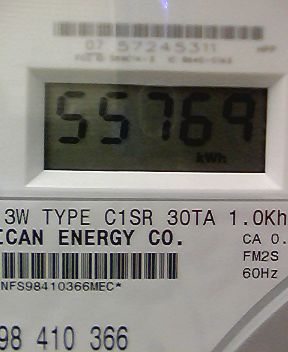 07 57245311
55769
kWh
3W TYPE C1SR 30TA 1.0Kh
ICAN ENERGY CO.
CA 0.
FM2S
60Hz
NFS98410366MEC*
98 410 366